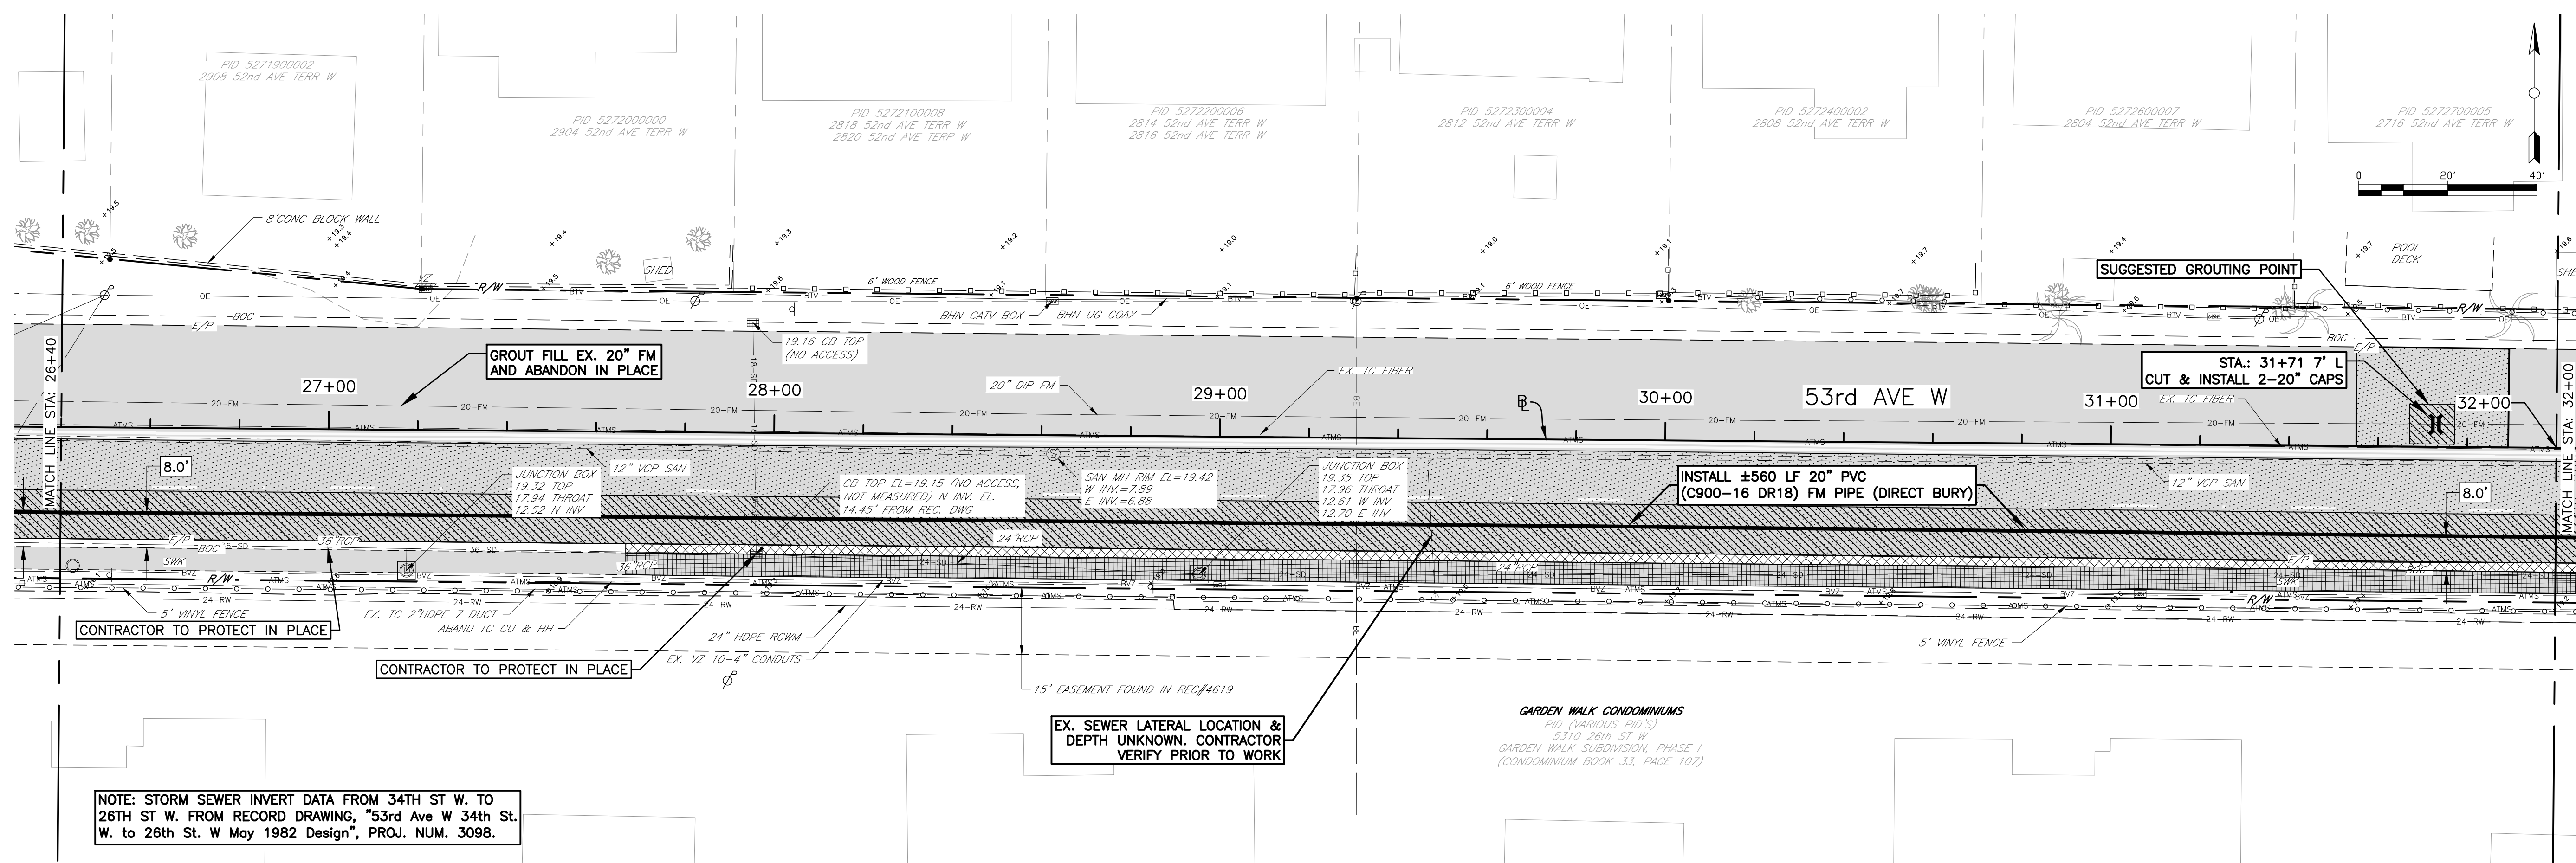 PID 5271900002
2908 52nd AVE TERR W
PID 5272000000
2904 52nd AVE TERR W
PID 5272100008
2818 52nd AVE TERR W
2820 52nd AVE TERR W
PID 5272200006
2814 52nd AVE TERR W
2816 52nd AVE TERR W
PID 5272300004
2812 52nd AVE TERR W
PID 5272400002
2808 52nd AVE TERR W
PID 5272600007
2804 52nd AVE TERR W
PID 5272700005
2716 52nd AVE TERR W
0 20' 40'
8'CONC BLOCK WALL
SHED
VZ
R/W
6' WOOD FENCE
6' WOOD FENCE
POOL
DECK
SUGGESTED GROUTING POINT
R/W
BOC
E/P
BHN CATV BOX
BHN UG COAX
19.16 CB TOP
(NO ACCESS)
GROUT FILL EX. 20" FM
AND ABANDON IN PLACE
BOC
E/P
STA.: 31+71 7' L
CUT & INSTALL 2-20" CAPS
MATCH LINE STA: 26+40
27+00
28+00
20" DIP FM
29+00
EX. TC FIBER
30+00
53rd AVE W
31+00
EX. TC FIBER
32+00
MATCH LINE STA: 32+00
20-FM
ATMS
8.0'
JUNCTION BOX
19.32 TOP
17.94 THROAT
12.52 N INV
12" VCP SAN
CB TOP EL=19.15 (NO ACCESS,
NOT MEASURED) N INV. EL.
14.45' FROM REC. DWG
SAN MH RIM EL=19.42
W INV.=7.89
E INV.=6.88
JUNCTION BOX
19.35 TOP
17.96 THROAT
12.61 W INV
12.70 E INV
INSTALL ±560 LF 20" PVC
(C900-16 DR18) FM PIPE (DIRECT BURY)
12" VCP SAN
8.0'
E/P
BOC
36"RCP
36-SD
SWK
R/W
36"RCP
24"RCP
24-SD
24"RCP
E/P
BOC
SWK
R/W
5' VINYL FENCE
CONTRACTOR TO PROTECT IN PLACE
EX. TC 2"HDPE 7 DUCT
ABAND TC CU & HH
24" HDPE RCWM
EX. VZ 10-4" CONDUTS
CONTRACTOR TO PROTECT IN PLACE
15' EASEMENT FOUND IN REC#4619
5' VINYL FENCE
EX. SEWER LATERAL LOCATION &
DEPTH UNKNOWN. CONTRACTOR
VERIFY PRIOR TO WORK
GARDEN WALK CONDOMINIUMS
PID (VARIOUS PID'S)
5310 26th ST W
GARDEN WALK SUBDIVISION, PHASE I
(CONDOMINIUM BOOK 33, PAGE 107)
NOTE: STORM SEWER INVERT DATA FROM 34TH ST W. TO
26TH ST W. FROM RECORD DRAWING, "53rd Ave W 34th St.
W. to 26th St. W May 1982 Design", PROJ. NUM. 3098.